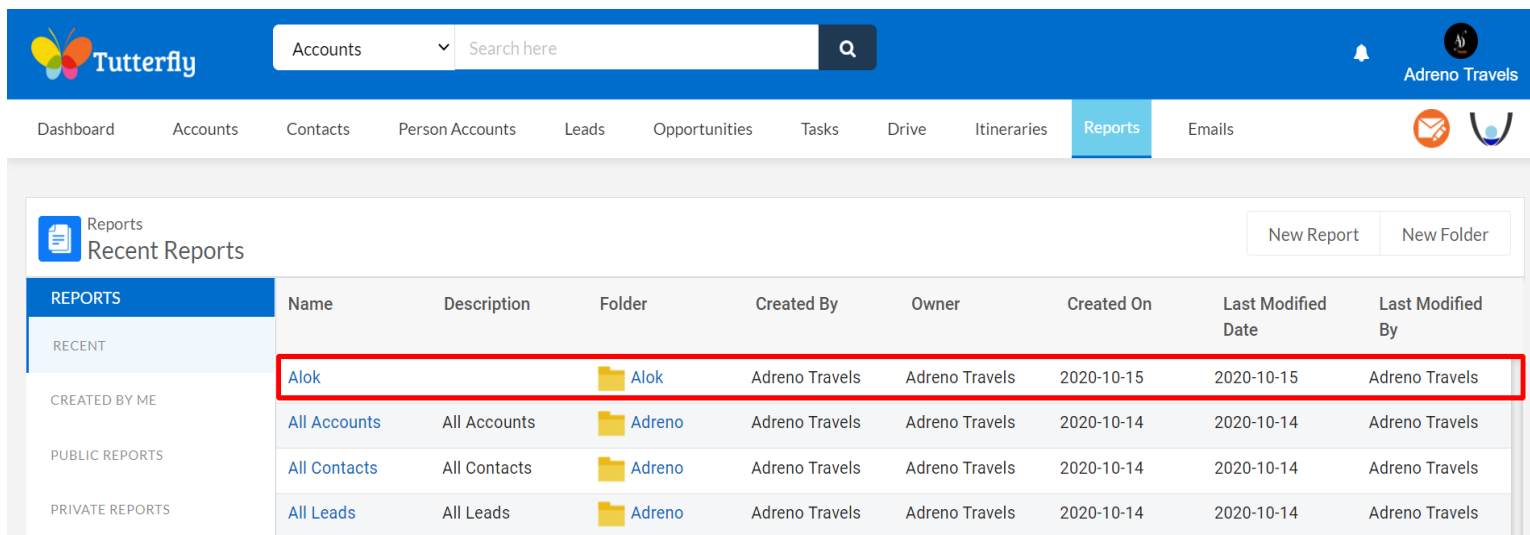 Tutterfly
Accounts
Search here
Adreno Travels
Dashboard Accounts Contacts Person Accounts Leads Opportunities Tasks Drive Itineraries Reports Emails
Reports
Recent Reports
New Report New Folder
REPORTS
RECENT
CREATED BY ME
PUBLIC REPORTS
PRIVATE REPORTS
Name Description Folder Created By Owner Created On Last Modified Date Last Modified By
Alok Alok Adreno Travels Adreno Travels 2020-10-15 2020-10-15 Adreno Travels
All Accounts All Accounts Adreno Adreno Travels Adreno Travels 2020-10-14 2020-10-14 Adreno Travels
All Contacts All Contacts Adreno Adreno Travels Adreno Travels 2020-10-14 2020-10-14 Adreno Travels
All Leads All Leads Adreno Adreno Travels Adreno Travels 2020-10-14 2020-10-14 Adreno Travels